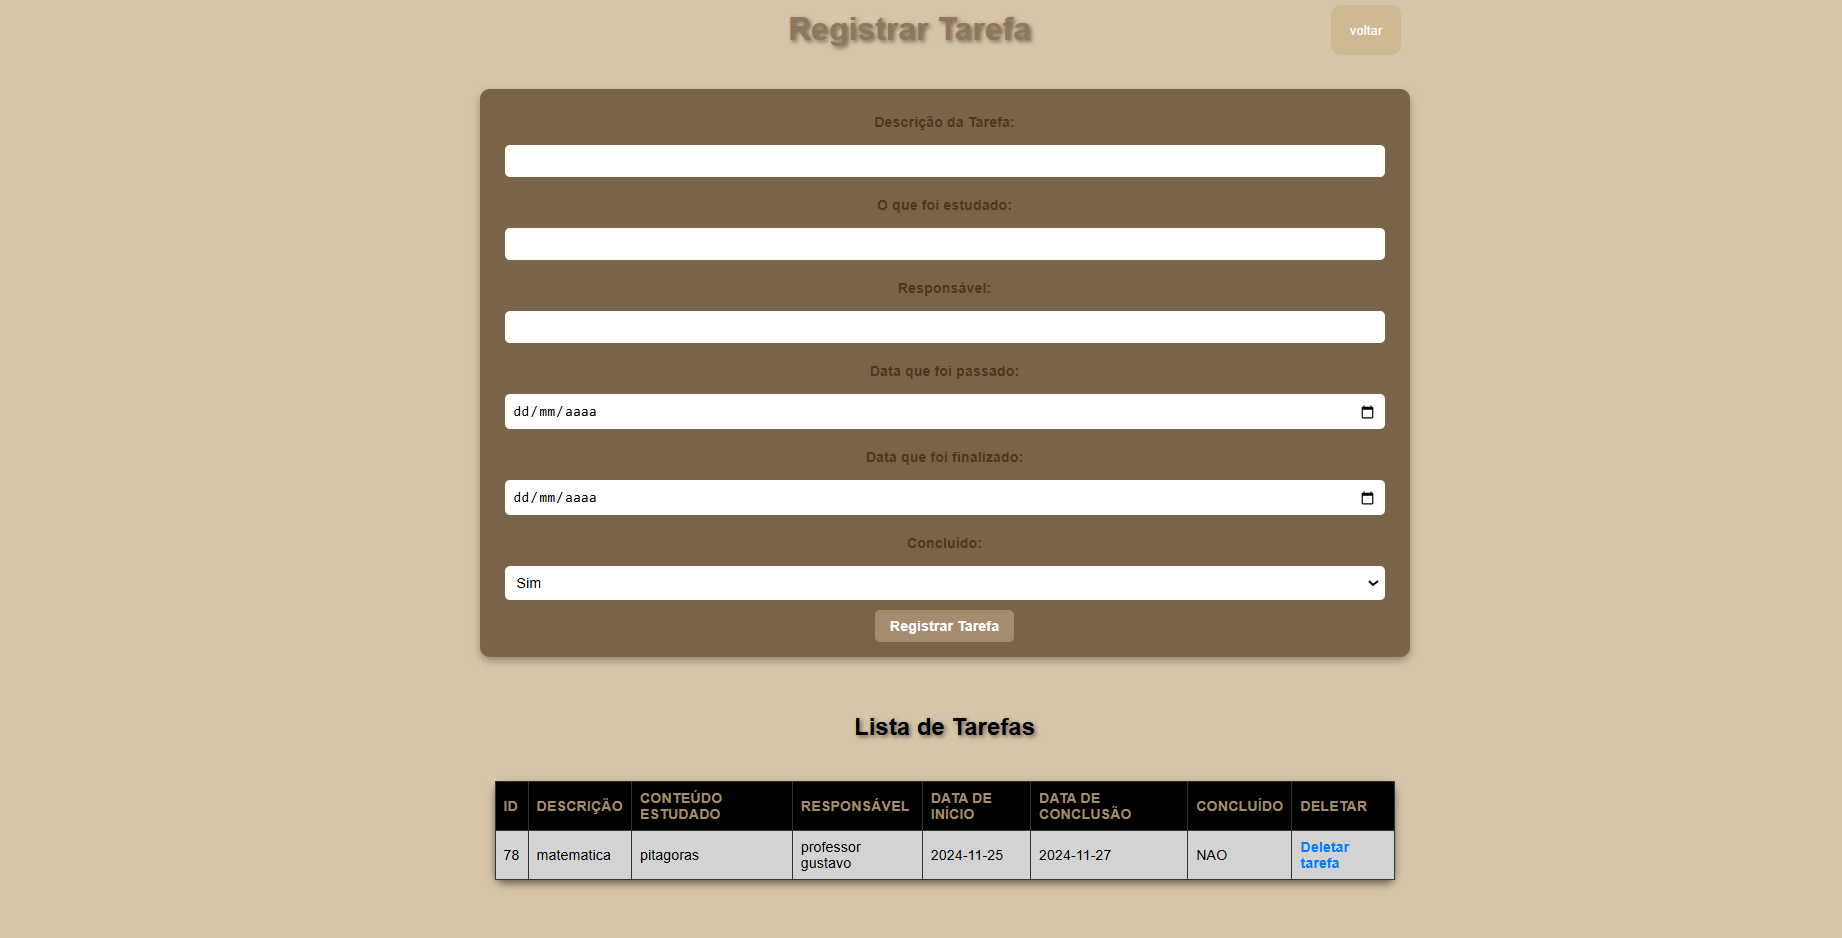 Registrar Tarefa
voltar
Descrição da Tarefa:
O que foi estudado:
Responsável:
Data que foi passado:
dd/mm/aaaa
Data que foi finalizado:
dd/mm/aaaa
Concluído:
Sim
Registrar Tarefa
Lista de Tarefas
ID DESCRIÇÃO CONTEÚDO ESTUDADO RESPONSÁVEL DATA DE INÍCIO DATA DE CONCLUSÃO CONCLUÍDO DELETAR
78 matematica pitagoras professor gustavo 2024-11-25 2024-11-27 NAO Deletar tarefa